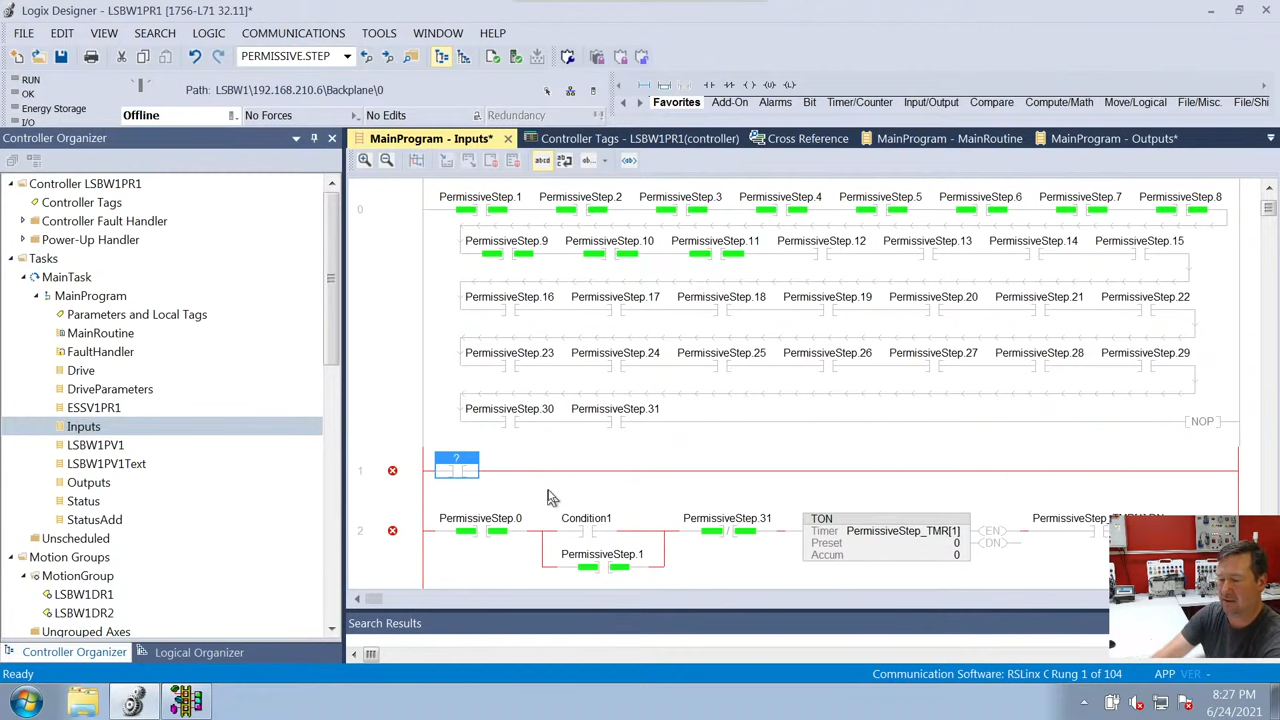 Logix Designer - LSBW1PR1 [1756-L71 32.11]*
FILE EDIT VIEW SEARCH LOGIC COMMUNICATIONS TOOLS WINDOW HELP
PERMISSIVE.STEP
RUN
OK
Energy Storage
I/O
Path: LSBW1\192.168.210.6\Backplane\0
Offline No Forces No Edits Redundancy
Favorites Add-On Alarms Bit Timer/Counter Input/Output Compare Compute/Math Move/Logical File/Misc. File/Shi
Controller Organizer
MainProgram - Inputs* Controller Tags - LSBW1PR1(controller) Cross Reference MainProgram - MainRoutine MainProgram - Outputs*
Controller LSBW1PR1
Controller Tags
Controller Fault Handler
Power-Up Handler
Tasks
MainTask
MainProgram
Parameters and Local Tags
MainRoutine
FaultHandler
Drive
DriveParameters
ESSV1PR1
Inputs
LSBW1PV1
LSBW1PV1Text
Outputs
Status
StatusAdd
Unscheduled
Motion Groups
MotionGroup
LSBW1DR1
LSBW1DR2
Ungrouped Axes
Controller Organizer Logical Organizer
0
PermissiveStep.1 PermissiveStep.2 PermissiveStep.3 PermissiveStep.4 PermissiveStep.5 PermissiveStep.6 PermissiveStep.7 PermissiveStep.8
PermissiveStep.9 PermissiveStep.10 PermissiveStep.11 PermissiveStep.12 PermissiveStep.13 PermissiveStep.14 PermissiveStep.15
PermissiveStep.16 PermissiveStep.17 PermissiveStep.18 PermissiveStep.19 PermissiveStep.20 PermissiveStep.21 PermissiveStep.22
PermissiveStep.23 PermissiveStep.24 PermissiveStep.25 PermissiveStep.26 PermissiveStep.27 PermissiveStep.28 PermissiveStep.29
PermissiveStep.30 PermissiveStep.31
NOP
?
1
PermissiveStep.0 Condition1 PermissiveStep.31
2
TON
Timer PermissiveStep_TMR[1]
Preset 0
Accum 0
EN
DN
PermissiveStep.1
Search Results
Ready
Communication Software: RSLinx C Rung 1 of 104 APP VER -
8:27 PM
6/24/2021